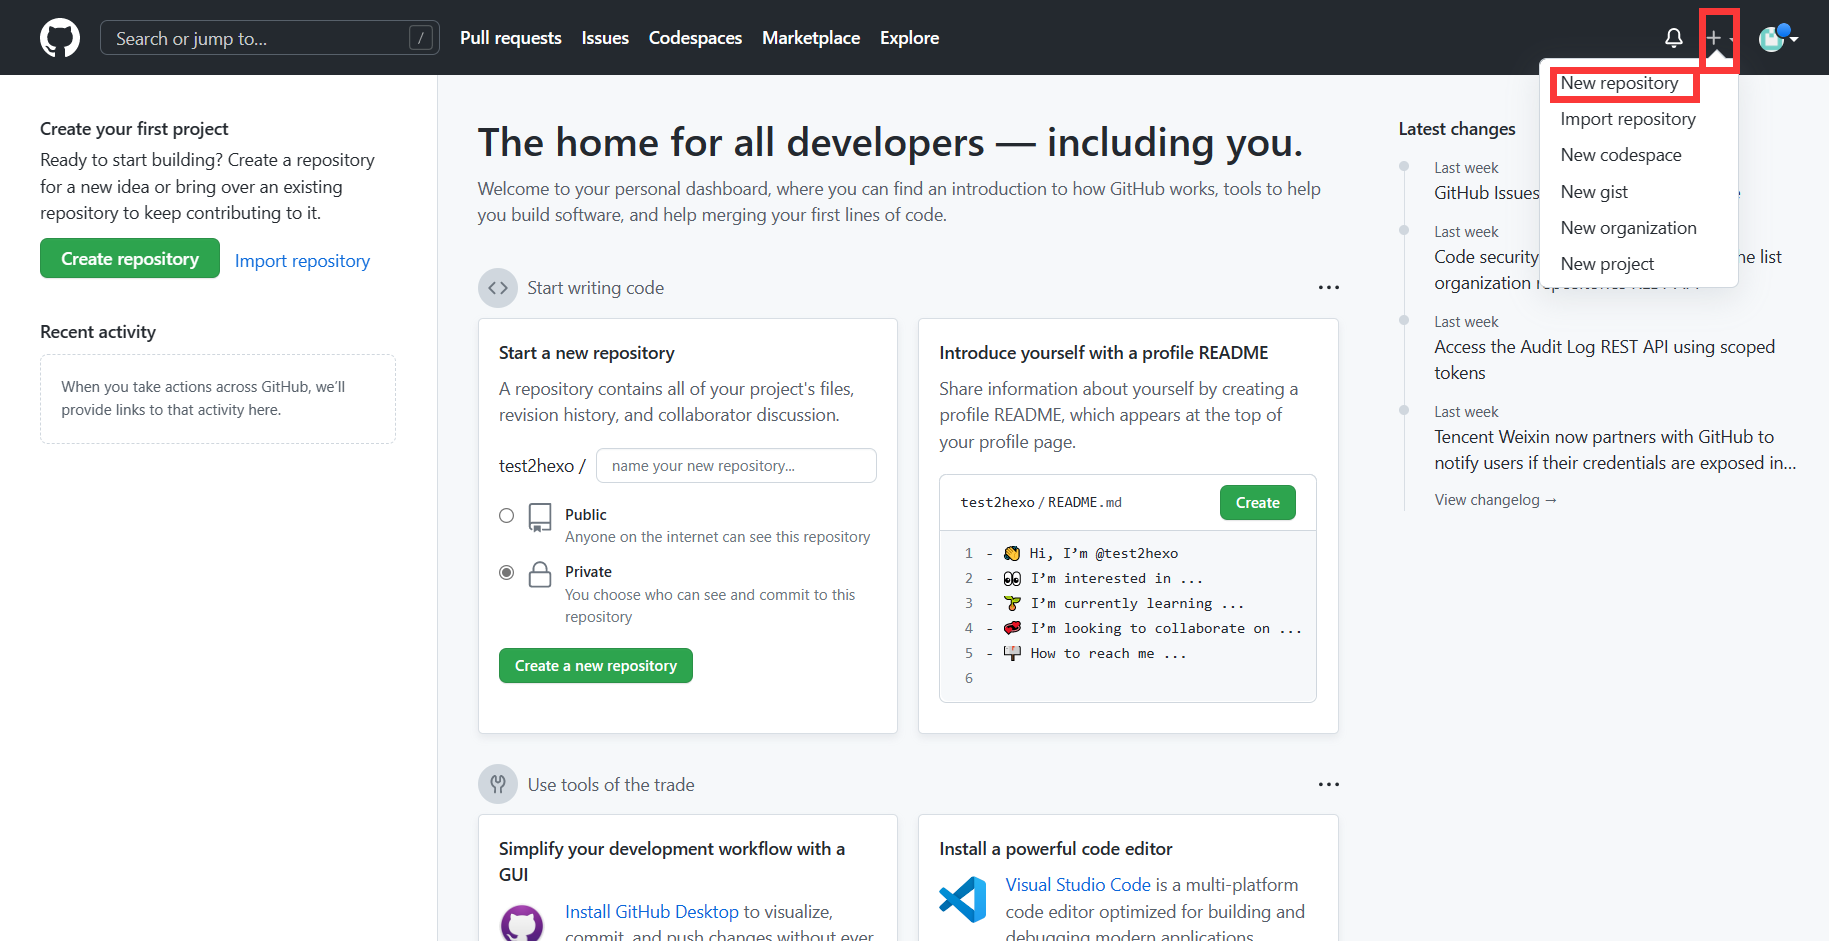 Search or jump to...
/
Pull requests
Issues
Codespaces
Marketplace
Explore
New repository
Import repository
New codespace
New gist
New organization
New project
Create your first project
Ready to start building? Create a repository
for a new idea or bring over an existing
repository to keep contributing to it.
Create repository
Import repository
Recent activity
When you take actions across GitHub, we'll
provide links to that activity here.
The home for all developers — including you.
Welcome to your personal dashboard, where you can find an introduction to how GitHub works, tools to help
you build software, and help merging your first lines of code.
Start writing code
Start a new repository
A repository contains all of your project's files,
revision history, and collaborator discussion.
test2hexo /
name your new repository...
Public
Anyone on the internet can see this repository
Private
You choose who can see and commit to this
repository
Create a new repository
Introduce yourself with a profile README
Share information about yourself by creating a
profile README, which appears at the top of
your profile page.
test2hexo / README.md
Create
1 - 👋 Hi, I’m @test2hexo
2 - 👀 I’m interested in ...
3 - 🌱 I’m currently learning ...
4 - 💞️ I’m looking to collaborate on ...
5 - 📫 How to reach me ...
6
Use tools of the trade
Simplify your development workflow with a
GUI
Install GitHub Desktop to visualize,
commit, and push changes without ever
Install a powerful code editor
Visual Studio Code is a multi-platform
code editor optimized for building and
debugging modern applications.
Latest changes
Last week
GitHub Issues
Last week
Code security
list
organization
Last week
Access the Audit Log REST API using scoped
tokens
Last week
Tencent Weixin now partners with GitHub to
notify users if their credentials are exposed in...
View changelog →